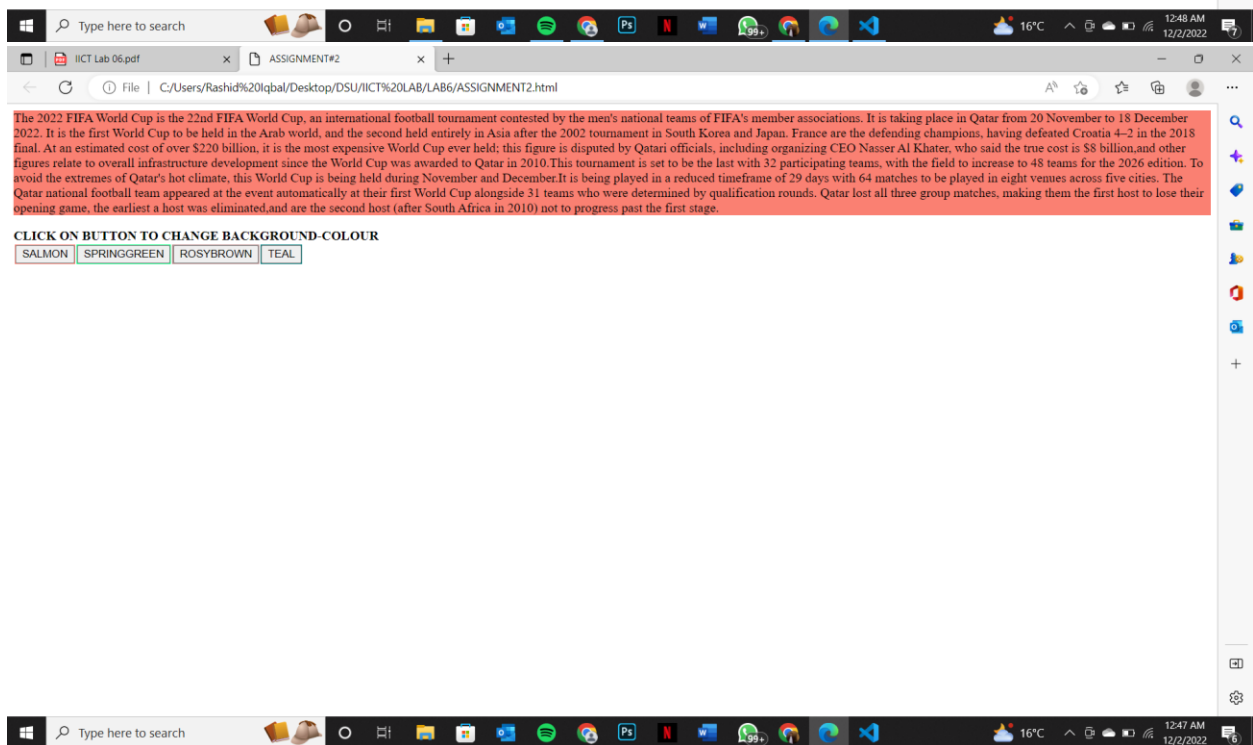 Type here to search
Ps
N
W
99+
16°C
12:48 AM
12/2/2022
7
IICT Lab 06.pdf
ASSIGNMENT#2
File | C:/Users/Rashid%20Iqbal/Desktop/DSU/IICT%20LAB/LAB6/ASSIGNMENT2.html
The 2022 FIFA World Cup is the 22nd FIFA World Cup, an international football tournament contested by the men's national teams of FIFA's member associations. It is taking place in Qatar from 20 November to 18 December
2022. It is the first World Cup to be held in the Arab world, and the second held entirely in Asia after the 2002 tournament in South Korea and Japan. France are the defending champions, having defeated Croatia 4–2 in the 2018
final. At an estimated cost of over $220 billion, it is the most expensive World Cup ever held; this figure is disputed by Qatari officials, including organizing CEO Nasser Al Khater, who said the true cost is $8 billion,and other
figures relate to overall infrastructure development since the World Cup was awarded to Qatar in 2010.This tournament is set to be the last with 32 participating teams, with the field to increase to 48 teams for the 2026 edition. To
avoid the extremes of Qatar's hot climate, this World Cup is being held during November and December.It is being played in a reduced timeframe of 29 days with 64 matches to be played in eight venues across five cities. The
Qatar national football team appeared at the event automatically at their first World Cup alongside 31 teams who were determined by qualification rounds. Qatar lost all three group matches, making them the first host to lose their
opening game, the earliest a host was eliminated,and are the second host (after South Africa in 2010) not to progress past the first stage.
CLICK ON BUTTON TO CHANGE BACKGROUND-COLOUR
SALMON SPRINGGREEN ROSYBROWN TEAL
Type here to search
Ps
N
W
99+
16°C
12:47 AM
12/2/2022
6